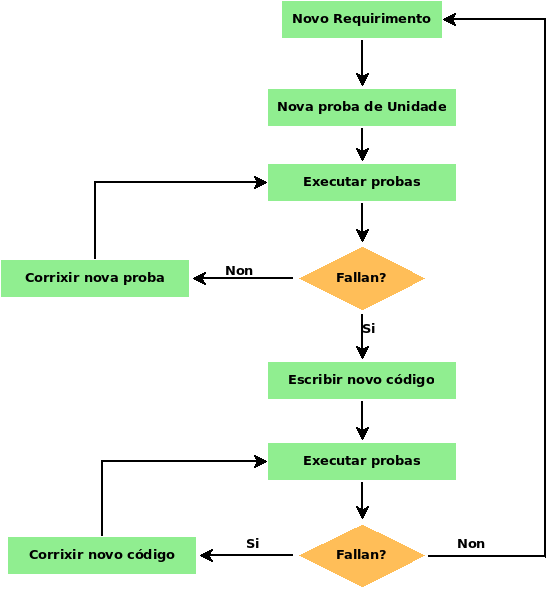 Novo Requirimento
Nova proba de Unidade
Executar probas
Corrixir nova proba
Non
Fallan?
Si
Escribir novo código
Executar probas
Corrixir novo código
Si
Fallan?
Non